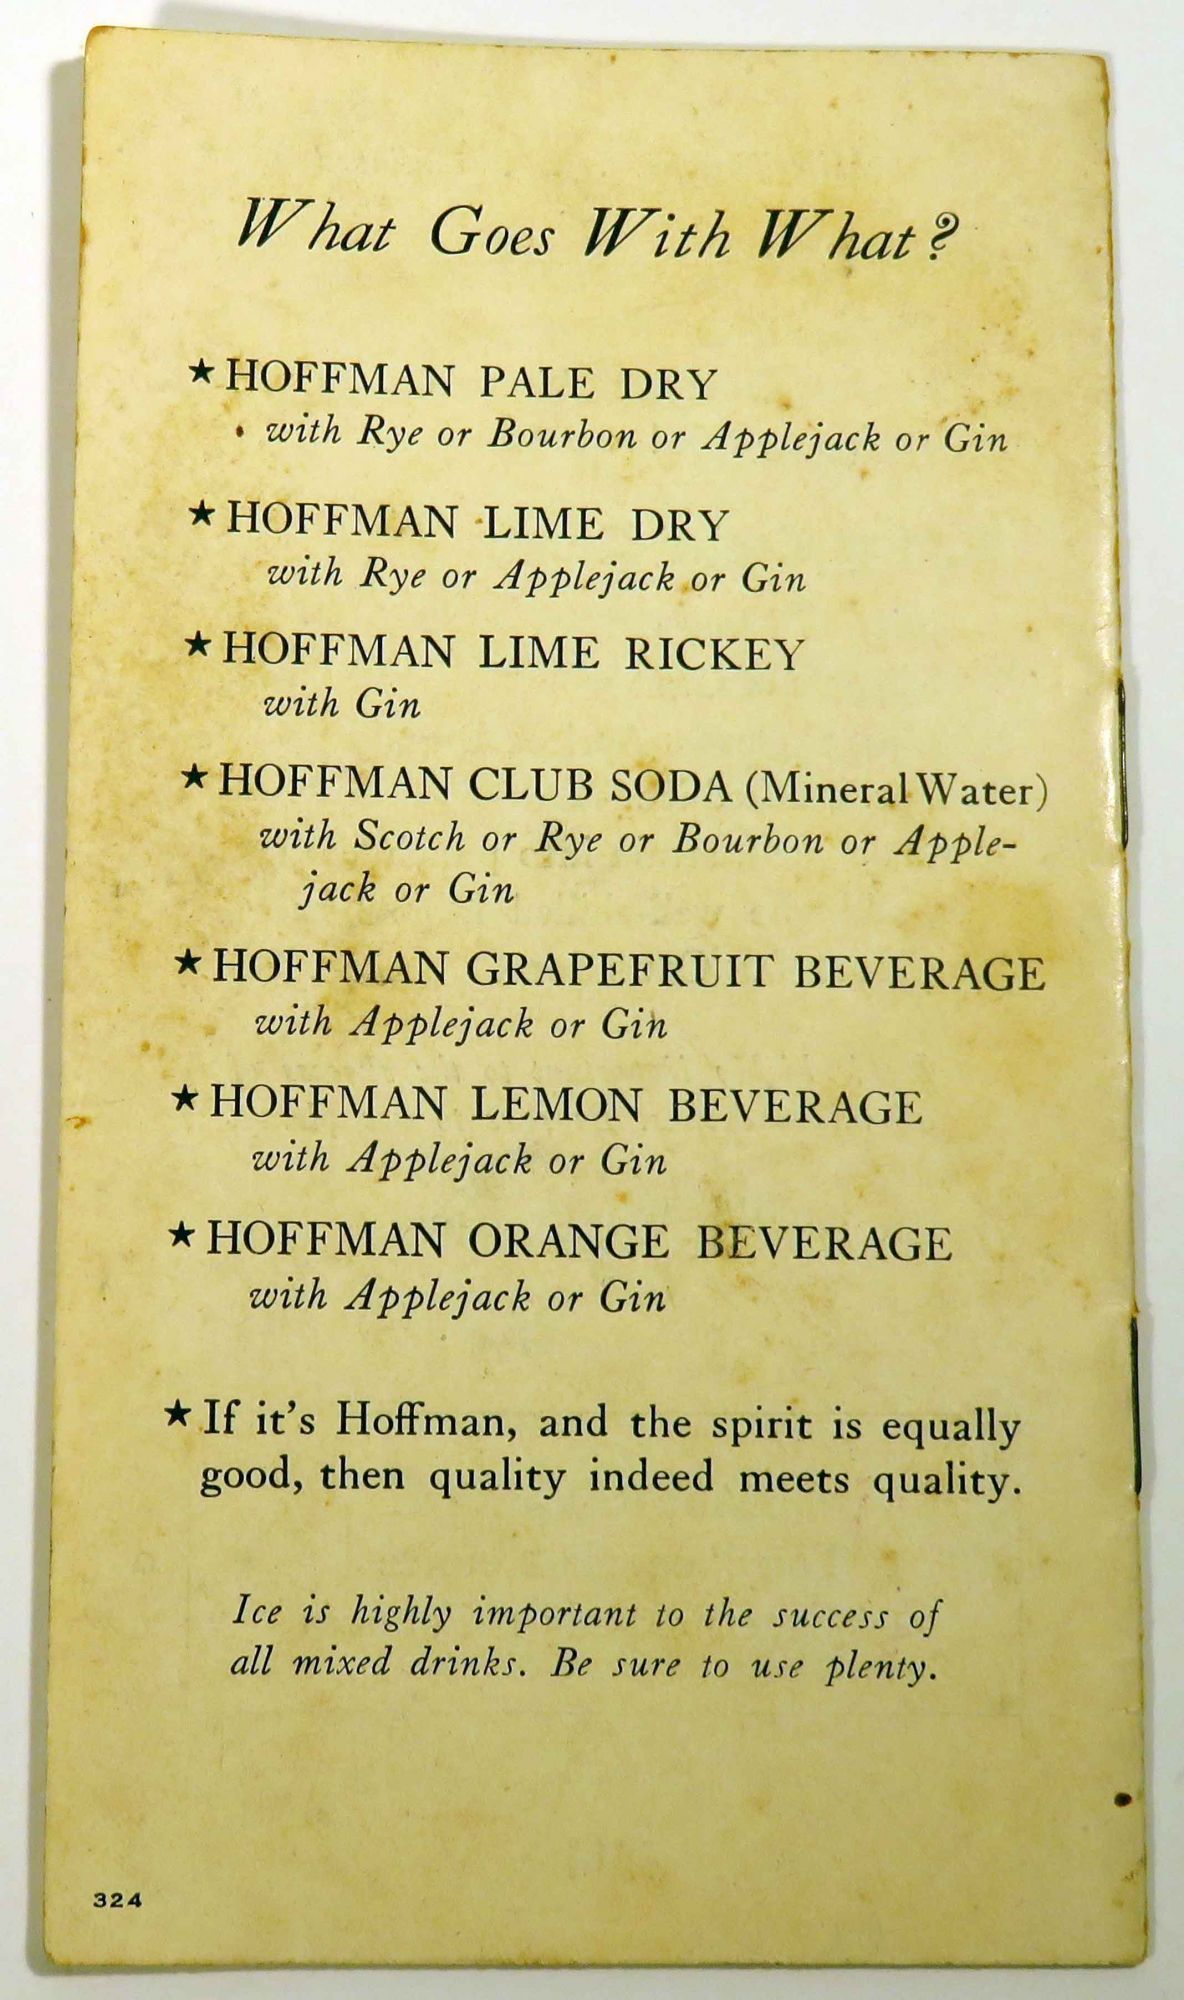 What Goes With What?
★ HOFFMAN PALE DRY
with Rye or Bourbon or Applejack or Gin
★ HOFFMAN LIME DRY
with Rye or Applejack or Gin
★ HOFFMAN LIME RICKEY
with Gin
★ HOFFMAN CLUB SODA (Mineral Water)
with Scotch or Rye or Bourbon or Apple-
jack or Gin
★ HOFFMAN GRAPEFRUIT BEVERAGE
with Applejack or Gin
★ HOFFMAN LEMON BEVERAGE
with Applejack or Gin
★ HOFFMAN ORANGE BEVERAGE
with Applejack or Gin
★ If it's Hoffman, and the spirit is equally
good, then quality indeed meets quality.
Ice is highly important to the success of
all mixed drinks. Be sure to use plenty.
324